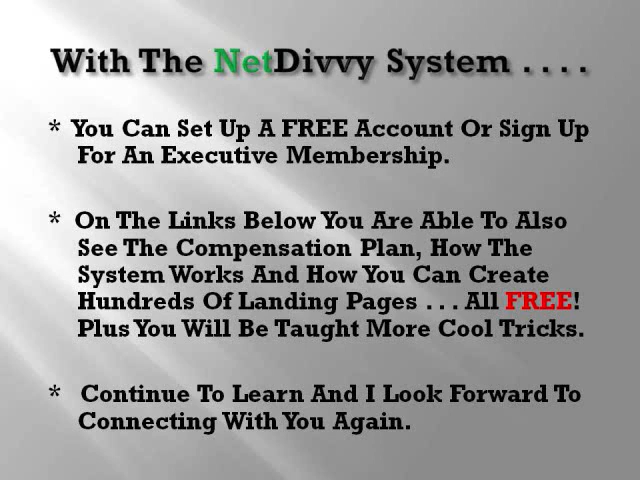 With The NetDivvy System . . . .
* You Can Set Up A FREE Account Or Sign Up
For An Executive Membership.
* On The Links Below You Are Able To Also
See The Compensation Plan, How The
System Works And How You Can Create
Hundreds Of Landing Pages . . . All FREE!
Plus You Will Be Taught More Cool Tricks.
* Continue To Learn And I Look Forward To
Connecting With You Again.